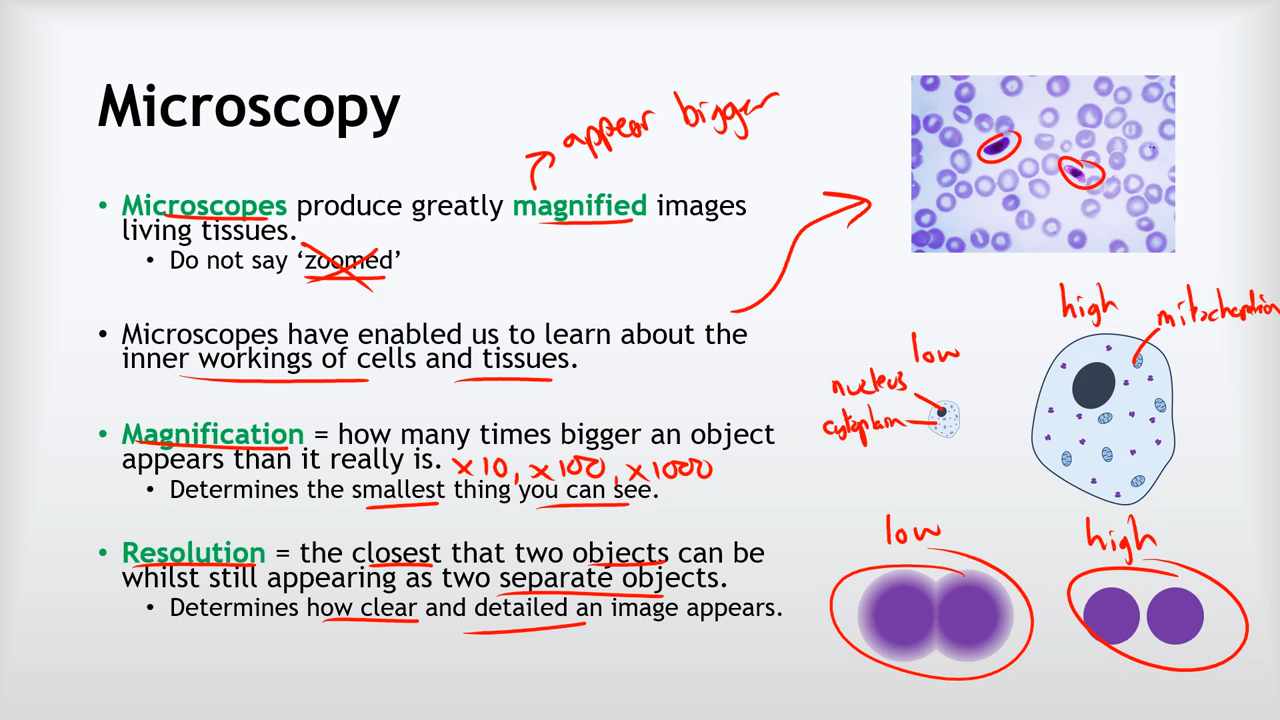 Microscopy
appear bigger
• Microscopes produce greatly magnified images
living tissues.
• Do not say ‘zoomed’
• Microscopes have enabled us to learn about the
inner workings of cells and tissues.
• Magnification = how many times bigger an object
appears than it really is. ×10, ×100, ×1000
• Determines the smallest thing you can see.
• Resolution = the closest that two objects can be
whilst still appearing as two separate objects.
• Determines how clear and detailed an image appears.
high
mitochondrion
low
nucleus
cytoplasm
low
high